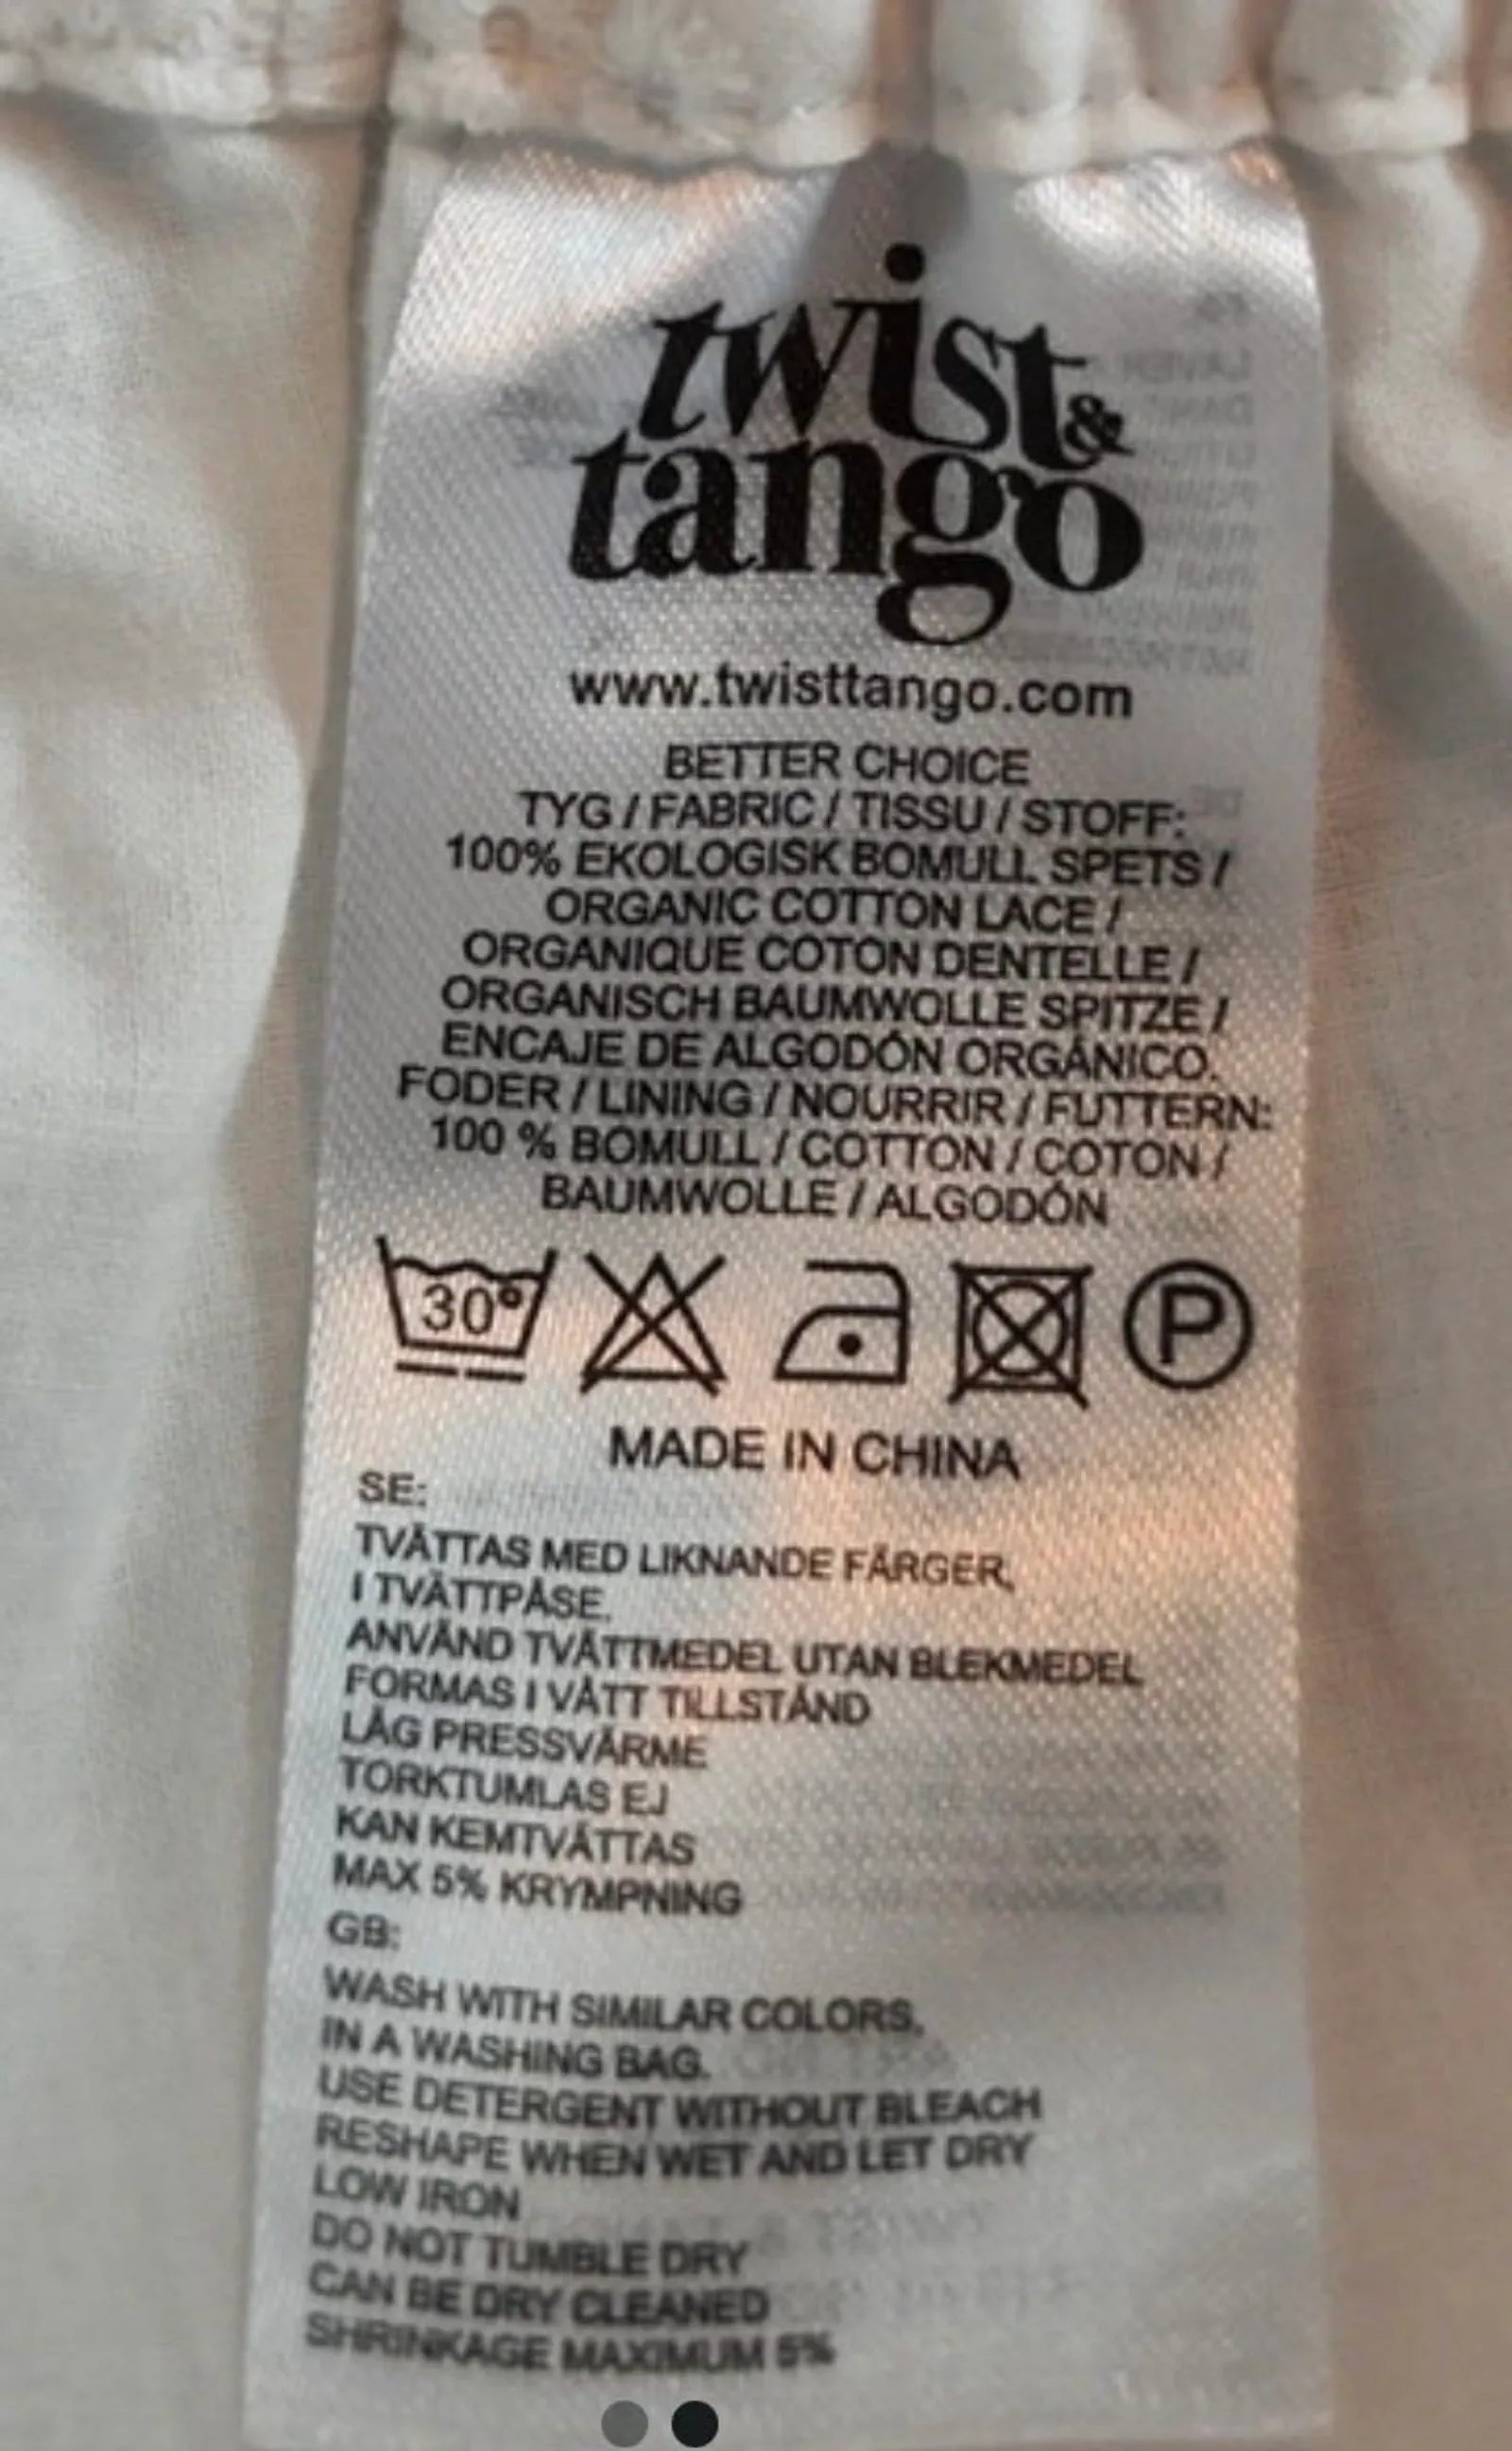 twist &
tango
www.twisttango.com
BETTER CHOICE
TYG / FABRIC / TISSU / STOFF:
100% EKOLOGISK BOMULL SPETS /
ORGANIC COTTON LACE /
ORGANIQUE COTON DENTELLE /
ORGANISCH BAUMWOLLE SPITZE /
ENCAJE DE ALGODÓN ORGÁNICO.
FODER / LINING / NOURRIR / FUTTERN:
100 % BOMULL / COTTON / COTON /
BAUMWOLLE / ALGODÓN
30° P
MADE IN CHINA
SE:
TVÄTTAS MED LIKNANDE FÄRGER,
I TVÄTTPÅSE.
ANVÄND TVÄTTMEDEL UTAN BLEKMEDEL
FORMAS I VÅTT TILLSTÅND
LÅG PRESSVÄRME
TORKTUMLAS EJ
KAN KEMTVÄTTAS
MAX 5% KRYMPNING
GB:
WASH WITH SIMILAR COLORS,
IN A WASHING BAG.
USE DETERGENT WITHOUT BLEACH
RESHAPE WHEN WET AND LET DRY
LOW IRON
DO NOT TUMBLE DRY
CAN BE DRY CLEANED
SHRINKAGE MAXIMUM 5%